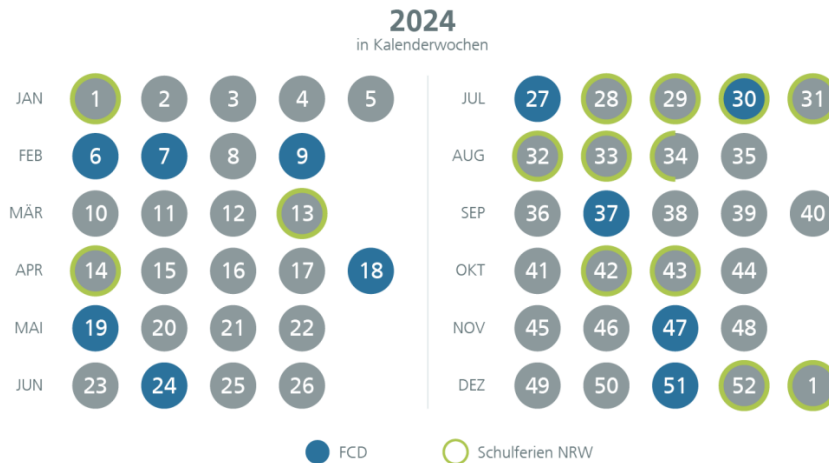 2024
in Kalenderwochen
JAN 1 2 3 4 5
FEB 6 7 8 9
MÄR 10 11 12 13
APR 14 15 16 17 18
MAI 19 20 21 22
JUN 23 24 25 26
JUL 27 28 29 30 31
AUG 32 33 34 35
SEP 36 37 38 39 40
OKT 41 42 43 44
NOV 45 46 47 48
DEZ 49 50 51 52 1
FCD
Schulferien NRW